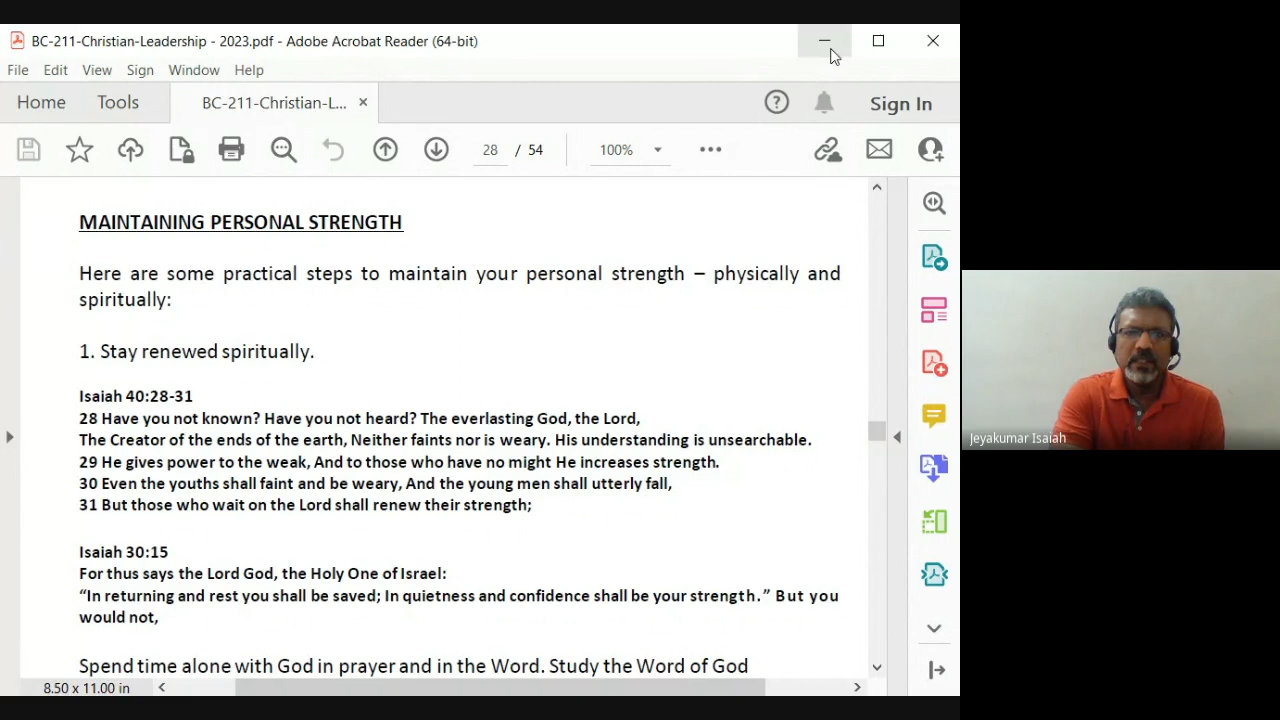 BC-211-Christian-Leadership - 2023.pdf - Adobe Acrobat Reader (64-bit)
File Edit View Sign Window Help
Home Tools BC-211-Christian-L... × Sign In
28 / 54 100%
MAINTAINING PERSONAL STRENGTH
Here are some practical steps to maintain your personal strength – physically and
spiritually:
1. Stay renewed spiritually.
Isaiah 40:28-31
28 Have you not known? Have you not heard? The everlasting God, the Lord,
The Creator of the ends of the earth, Neither faints nor is weary. His understanding is unsearchable.
29 He gives power to the weak, And to those who have no might He increases strength.
30 Even the youths shall faint and be weary, And the young men shall utterly fall,
31 But those who wait on the Lord shall renew their strength;
Isaiah 30:15
For thus says the Lord God, the Holy One of Israel:
“In returning and rest you shall be saved; In quietness and confidence shall be your strength.” But you
would not,
Spend time alone with God in prayer and in the Word. Study the Word of God
8.50 x 11.00 in
Jeyakumar Isaiah